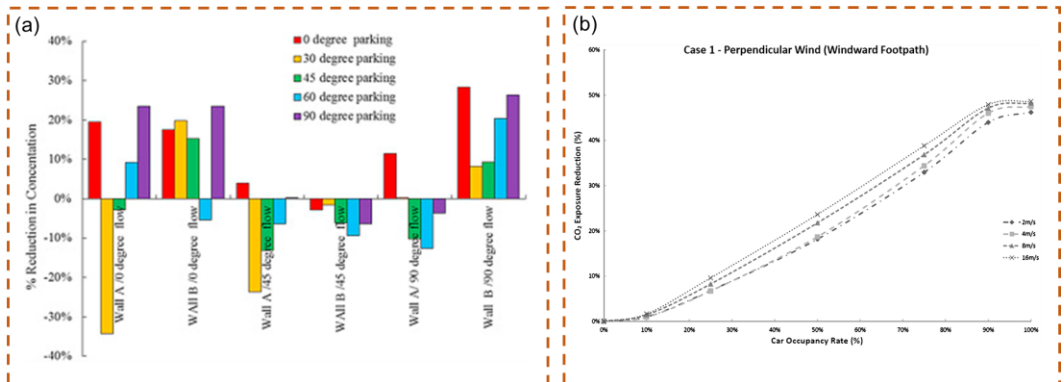 (a)
40%
30%
20%
10%
0%
-10%
-20%
-30%
-40%
% Reduction in Concentation
0 degree parking
30 degree parking
45 degree parking
60 degree parking
90 degree parking
Wall A/0 degree flow
WAll B /0 degree flow
Wall A /45 degree flow
WAll B /45 degree flow
Wall A/ 90 degree flow
Wall B /90 degree flow
(b)
Case 1 - Perpendicular Wind (Windward Footpath)
60%
50%
40%
30%
20%
10%
0%
CO₂ Exposure Reduction (%)
2m/s
4m/s
8m/s
16m/s
0% 10% 20% 30% 40% 50% 60% 70% 80% 90% 100%
Car Occupancy Rate (%)